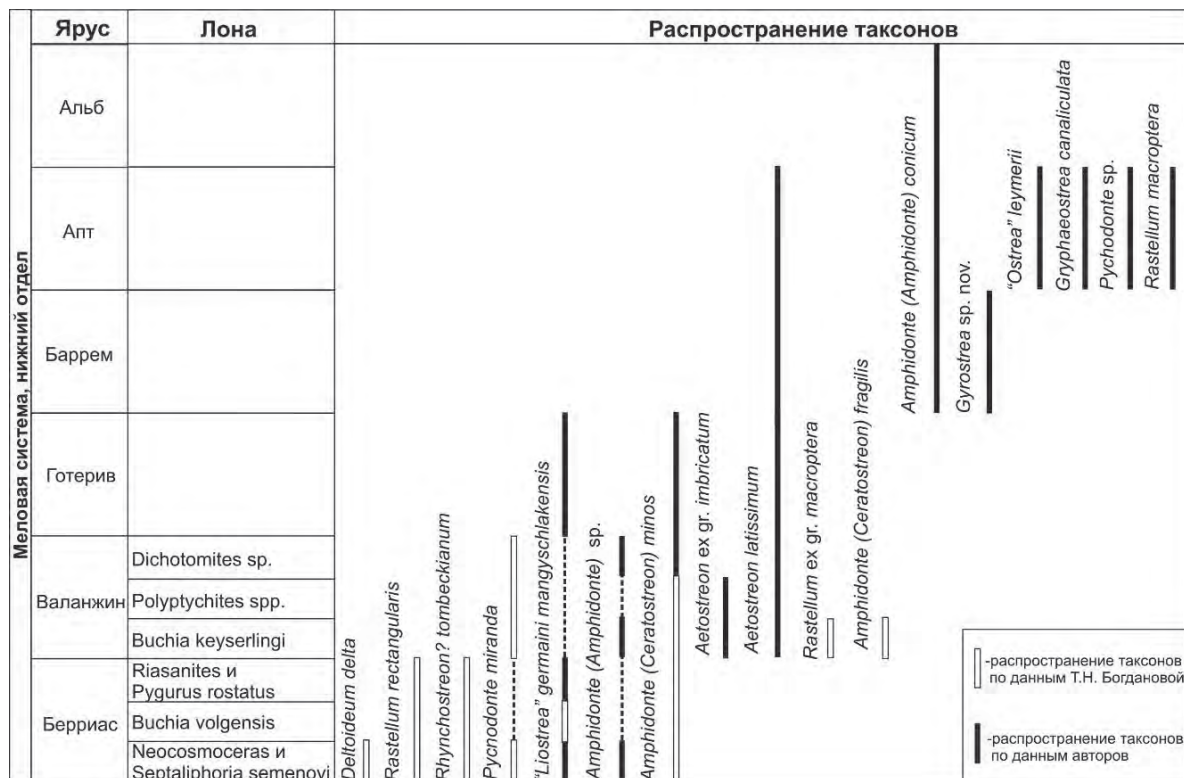 Ярус
Лона
Распространение таксонов
Меловая система, нижний отдел
Альб
Апт
Баррем
Готерив
Валанжин
Dichotomites sp.
Polyptychites spp.
Buchia keyserlingi
Берриас
Riasanites и
Pygurus rostatus
Buchia volgensis
Neocosmoceras и
Septaliphoria semenovi
Deltoideum delta
Rastellum rectangularis
Rhynchostreon? tombeckianum
Pycnodonte miranda
"Liostrea" germaini mangyschlakensis
Amphidonte (Amphidonte) sp.
Amphidonte (Ceratostreon) minos
Aetostreon ex gr. imbricatum
Aetostreon latissimum
Rastellum ex gr. macroptera
Amphidonte (Ceratostreon) fragilis
Amphidonte (Amphidonte) conicum
Gyrostrea sp. nov.
"Ostrea" leymerii
Gryphaeostrea canaliculata
Pychodonte sp.
Rastellum macroptera
-распространение таксонов
по данным Т.Н. Богдановой
-распространение таксонов
по данным авторов